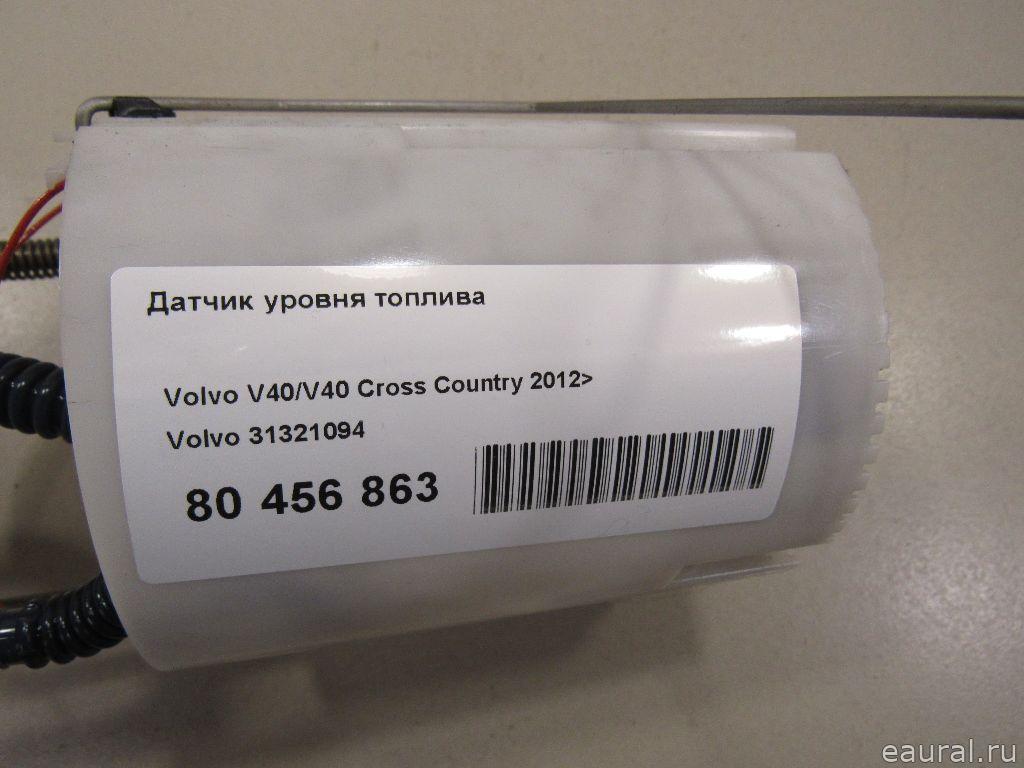 Датчик уровня топлива
Volvo V40/V40 Cross Country 2012>
Volvo 31321094
80 456 863
eaural.ru